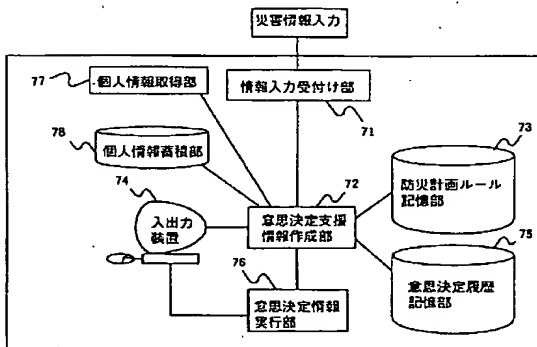 災害情報入力
77
個人情報取得部
情報入力受付け部
71
78
個人情報蓄積部
73
防災計画ルール
記憶部
74
入出力
装置
72
意思決定支援
情報作成部
75
意思決定履歴
記憶部
76
意思決定情報
実行部